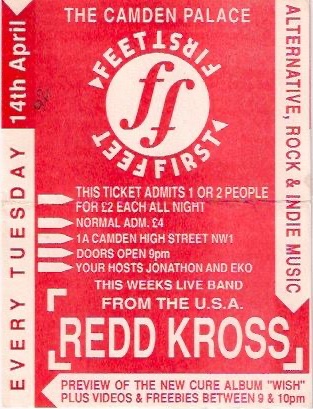 THE CAMDEN PALACE
FEET FIRST
ff
FEET FIRST
THIS TICKET ADMITS 1 OR 2 PEOPLE
FOR £2 EACH ALL NIGHT
NORMAL ADM. £4
1A CAMDEN HIGH STREET NW1
DOORS OPEN 9pm
YOUR HOSTS JONATHON AND EKO
THIS WEEKS LIVE BAND
FROM THE U.S.A.
REDD KROSS
PREVIEW OF THE NEW CURE ALBUM "WISH"
PLUS VIDEOS & FREEBIES BETWEEN 9 & 10pm
EVERY TUESDAY 14th April
ALTERNATIVE, ROCK & INDIE MUSIC